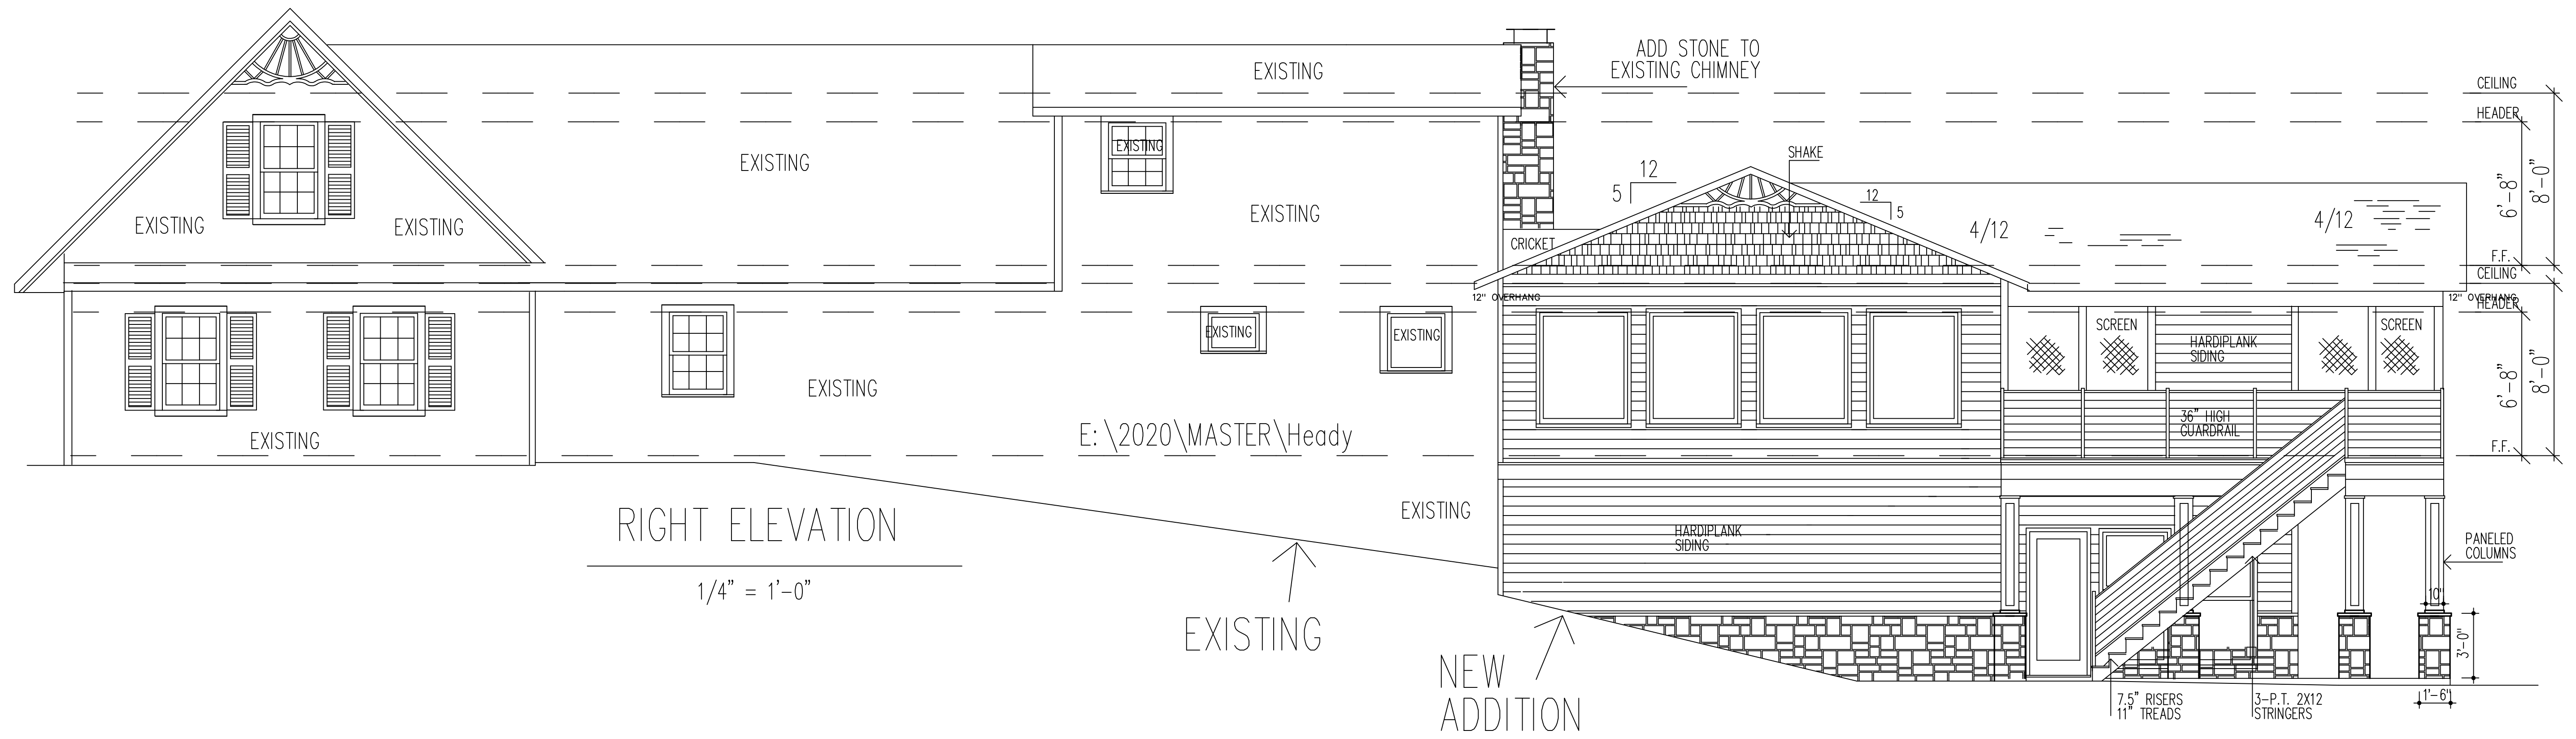 ADD STONE TO
EXISTING CHIMNEY
EXISTING
CEILING
HEADER
EXISTING
EXISTING
SHAKE
12
5
12
5
6'-8"
8'-0"
EXISTING
EXISTING
EXISTING
4/12
4/12
CRICKET
F.F.
CEILING
12" OVERHANG
12" OVERHANG
HEADER
EXISTING
EXISTING
SCREEN
SCREEN
HARDIPLANK
SIDING
EXISTING
6'-8"
8'-0"
36" HIGH
GUARDRAIL
EXISTING
E:\2020\MASTER\Heady
F.F.
EXISTING
RIGHT ELEVATION
1/4" = 1'-0"
HARDIPLANK
SIDING
PANELED
COLUMNS
10"
EXISTING
3'-0"
NEW
ADDITION
7.5" RISERS
11" TREADS
3-P.T. 2X12
STRINGERS
1'-6"